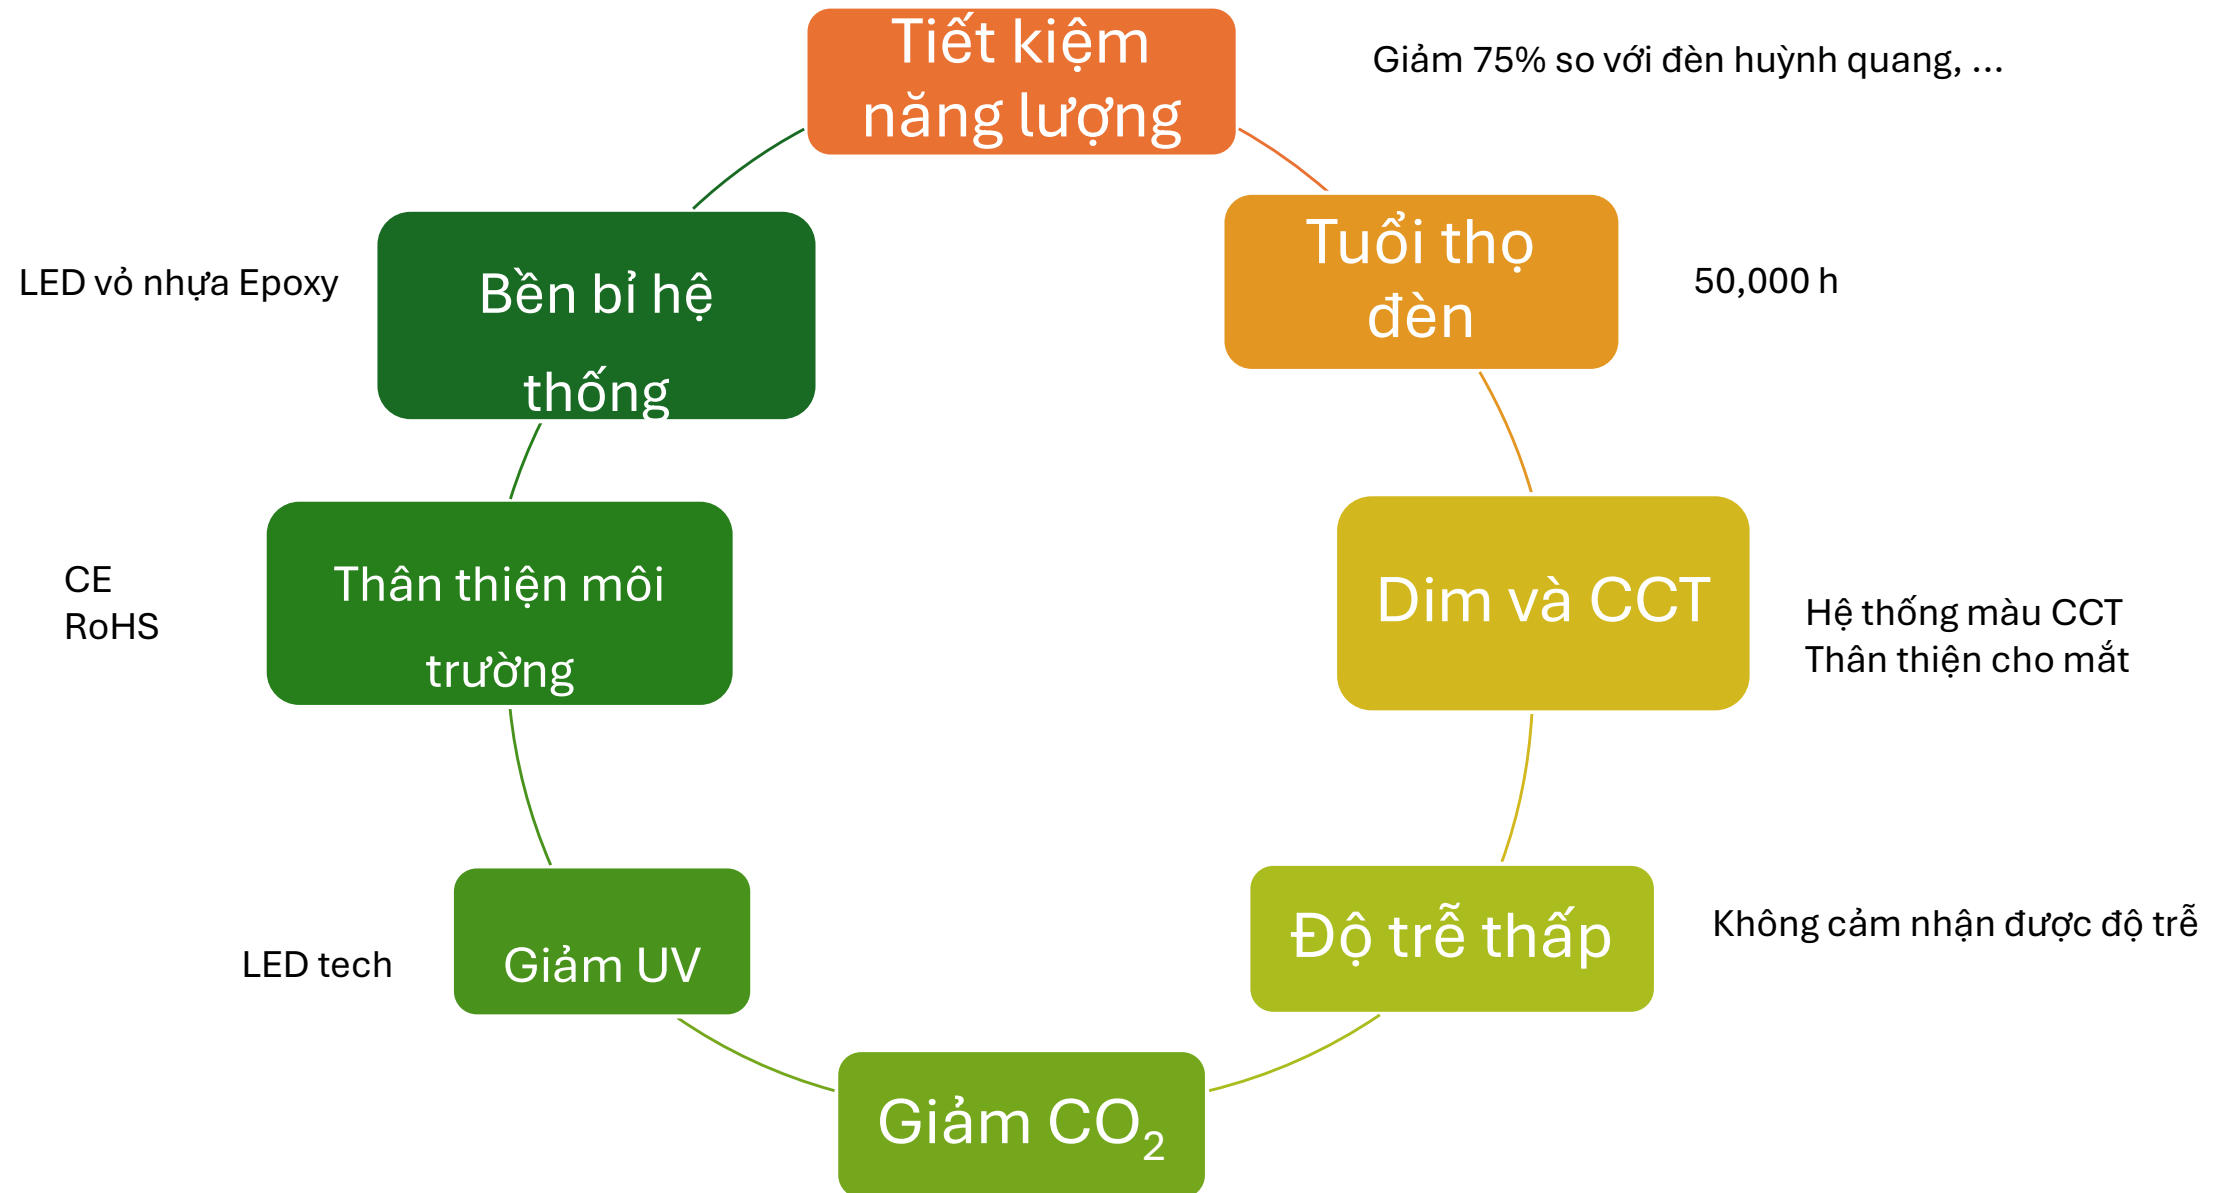 Tiết kiệm
năng lượng
Giảm 75% so với đèn huỳnh quang, ...
Tuổi thọ
đèn
50,000 h
Dim và CCT
Hệ thống màu CCT
Thân thiện cho mắt
Độ trễ thấp
Không cảm nhận được độ trễ
Giảm CO₂
Giảm UV
LED tech
Thân thiện môi
trường
CE
RoHS
Bền bỉ hệ
thống
LED vỏ nhựa Epoxy